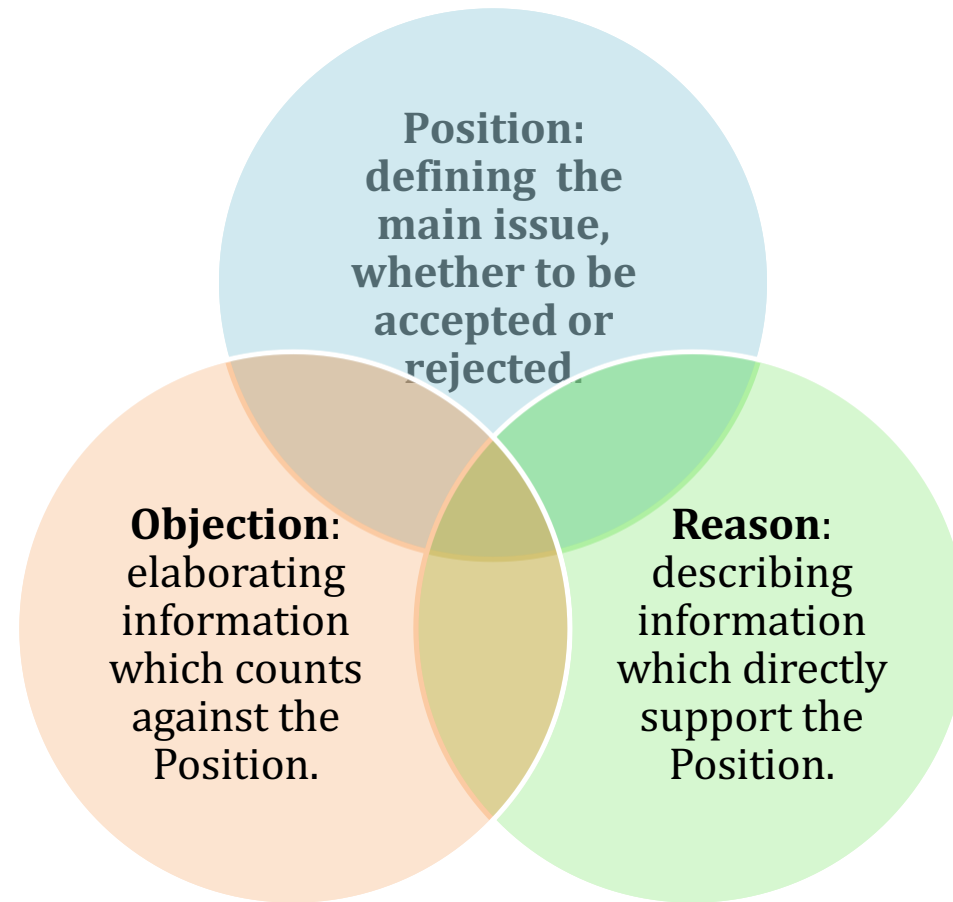 Position:
defining the
main issue,
whether to be
accepted or
rejected.
Objection:
elaborating
information
which counts
against the
Position.
Reason:
describing
information
which directly
support the
Position.